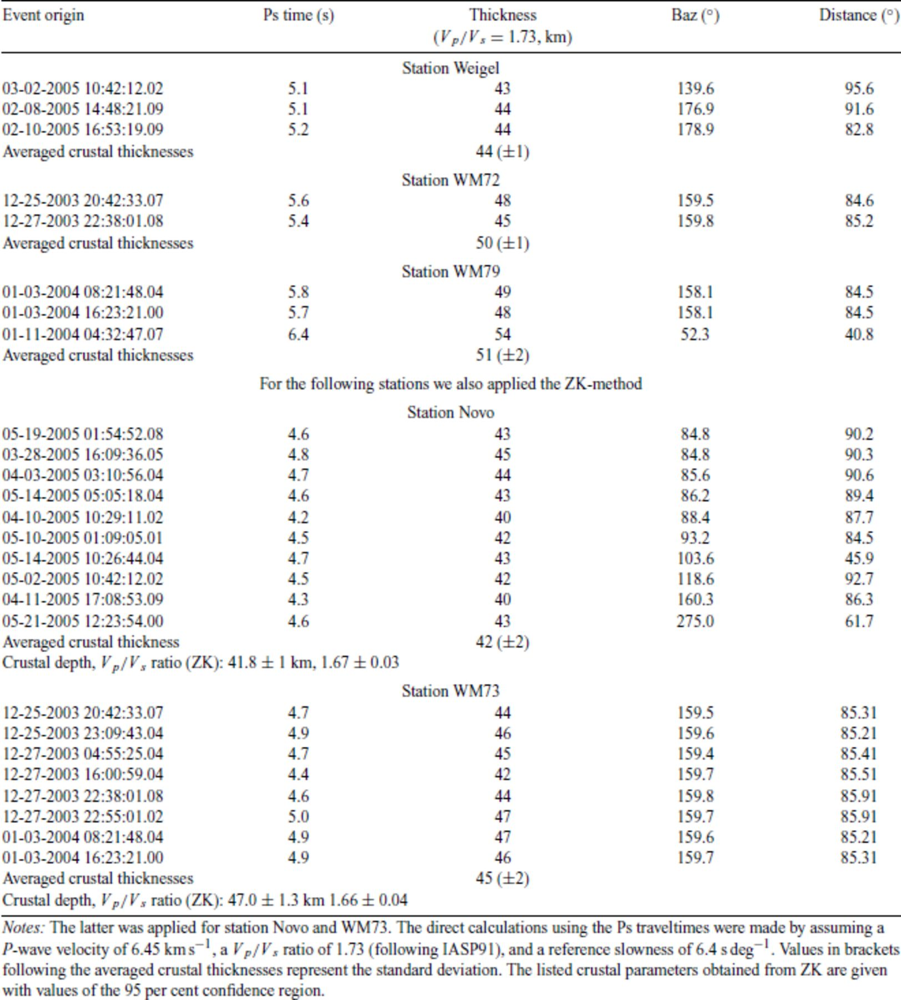 Event origin Ps time (s) Thickness Baz (°) Distance (°)
(Vp/Vs = 1.73, km)
Station Weigel
03-02-2005 10:42:12.02 5.1 43 139.6 95.6
02-08-2005 14:48:21.09 5.1 44 176.9 91.6
02-10-2005 16:53:19.09 5.2 44 178.9 82.8
Averaged crustal thicknesses 44 (±1)
Station WM72
12-25-2003 20:42:33.07 5.6 48 159.5 84.6
12-27-2003 22:38:01.08 5.4 45 159.8 85.2
Averaged crustal thicknesses 50 (±1)
Station WM79
01-03-2004 08:21:48.04 5.8 49 158.1 84.5
01-03-2004 16:23:21.00 5.7 48 158.1 84.5
01-11-2004 04:32:47.07 6.4 54 52.3 40.8
Averaged crustal thicknesses 51 (±2)
For the following stations we also applied the ZK-method
Station Novo
05-19-2005 01:54:52.08 4.6 43 84.8 90.2
03-28-2005 16:09:36.05 4.8 45 84.8 90.3
04-03-2005 03:10:56.04 4.7 44 85.6 90.6
05-14-2005 05:05:18.04 4.6 43 86.2 89.4
04-10-2005 10:29:11.02 4.2 40 88.4 87.7
05-10-2005 01:09:05.01 4.5 42 93.2 84.5
05-14-2005 10:26:44.04 4.7 43 103.6 45.9
05-02-2005 10:42:12.02 4.5 42 118.6 92.7
04-11-2005 17:08:53.09 4.3 40 160.3 86.3
05-21-2005 12:23:54.00 4.6 43 275.0 61.7
Averaged crustal thickness 42 (±2)
Crustal depth, Vp/Vs ratio (ZK): 41.8 ± 1 km, 1.67 ± 0.03
Station WM73
12-25-2003 20:42:33.07 4.7 44 159.5 85.31
12-25-2003 23:09:43.04 4.9 46 159.6 85.21
12-27-2003 04:55:25.04 4.7 45 159.4 85.41
12-27-2003 16:00:59.04 4.4 42 159.7 85.51
12-27-2003 22:38:01.08 4.6 44 159.8 85.91
12-27-2003 22:55:01.02 5.0 47 159.7 85.91
01-03-2004 08:21:48.04 4.9 47 159.6 85.21
01-03-2004 16:23:21.00 4.9 46 159.7 85.31
Averaged crustal thicknesses 45 (±2)
Crustal depth, Vp/Vs ratio (ZK): 47.0 ± 1.3 km 1.66 ± 0.04
Notes: The latter was applied for station Novo and WM73. The direct calculations using the Ps traveltimes were made by assuming a
P-wave velocity of 6.45 km s⁻¹, a Vp/Vs ratio of 1.73 (following IASP91), and a reference slowness of 6.4 s deg⁻¹. Values in brackets
following the averaged crustal thicknesses represent the standard deviation. The listed crustal parameters obtained from ZK are given
with values of the 95 per cent confidence region.